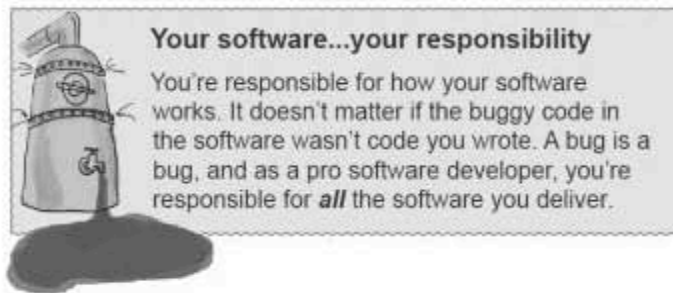 Your software...your responsibility
You're responsible for how your software
works. It doesn't matter if the buggy code in
the software wasn't code you wrote. A bug is a
bug, and as a pro software developer, you're
responsible for all the software you deliver.